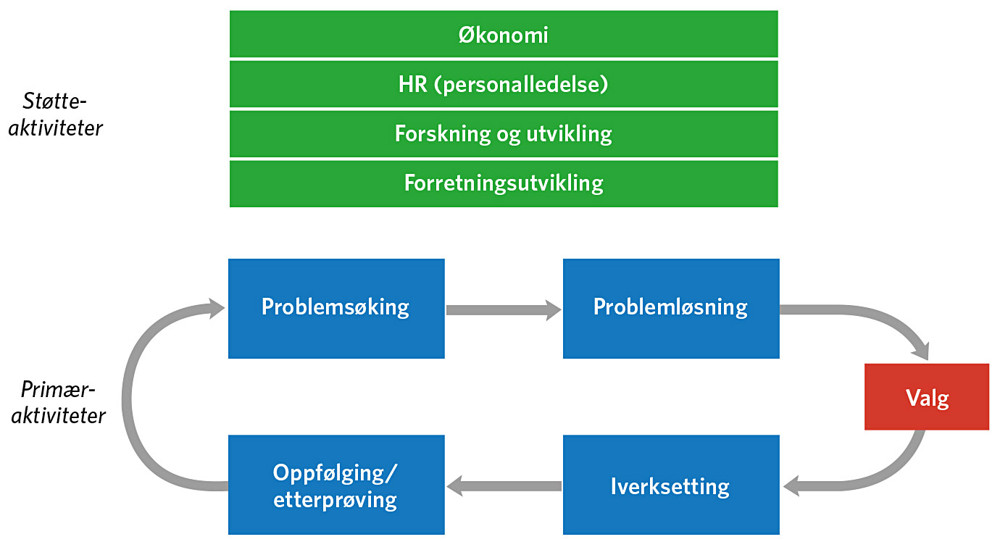 Støtte-
aktiviteter
Økonomi
HR (personalledelse)
Forskning og utvikling
Forretningsutvikling
Primær-
aktiviteter
Problemsøking
Problemløsning
Valg
Iverksetting
Oppfølging/
etterprøving